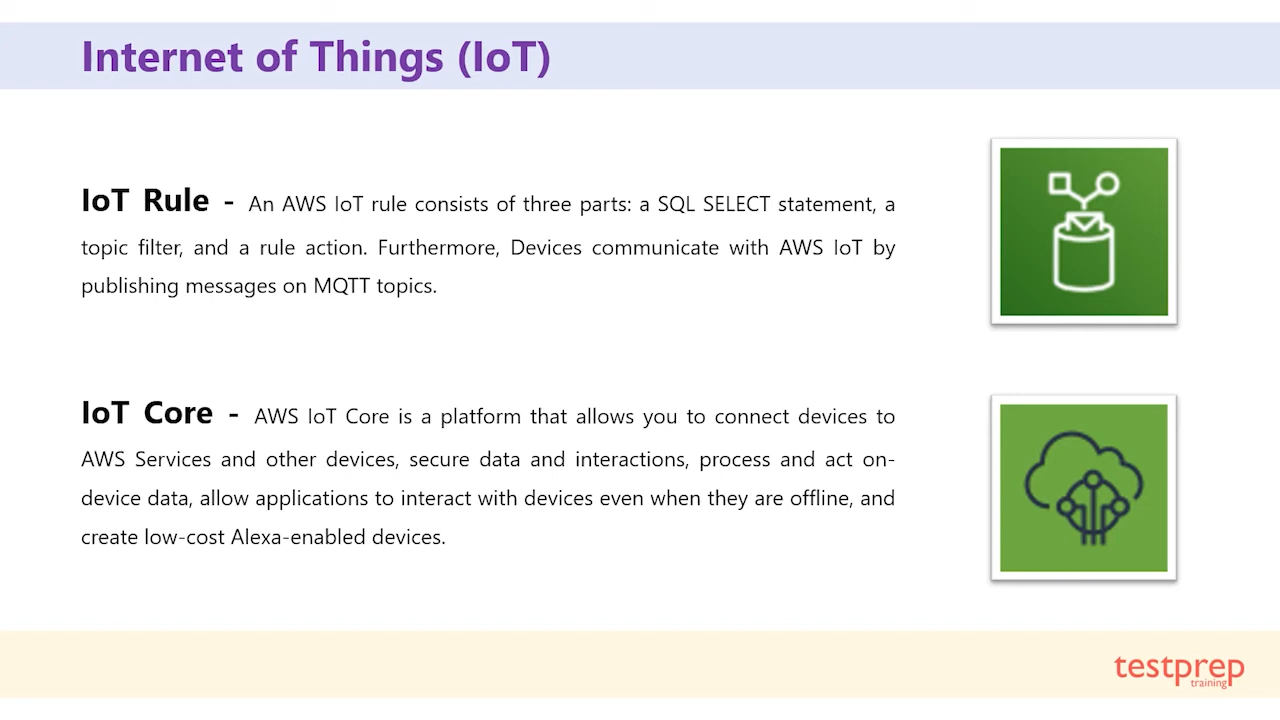 Internet of Things (IoT)
IoT Rule - An AWS IoT rule consists of three parts: a SQL SELECT statement, a
topic filter, and a rule action. Furthermore, Devices communicate with AWS IoT by
publishing messages on MQTT topics.
IoT Core - AWS IoT Core is a platform that allows you to connect devices to
AWS Services and other devices, secure data and interactions, process and act on-
device data, allow applications to interact with devices even when they are offline, and
create low-cost Alexa-enabled devices.
testprep
training